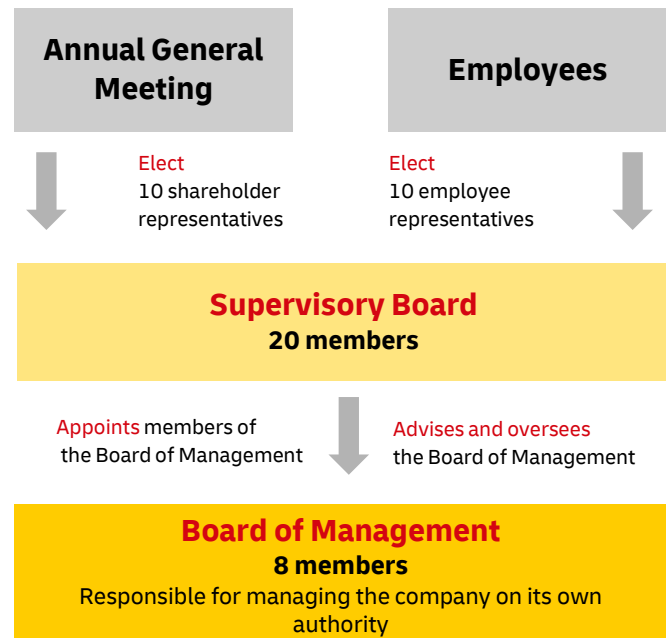 Annual General
Meeting
Employees
Elect
10 shareholder
representatives
Elect
10 employee
representatives
Supervisory Board
20 members
Appoints members of
the Board of Management
Advises and oversees
the Board of Management
Board of Management
8 members
Responsible for managing the company on its own
authority